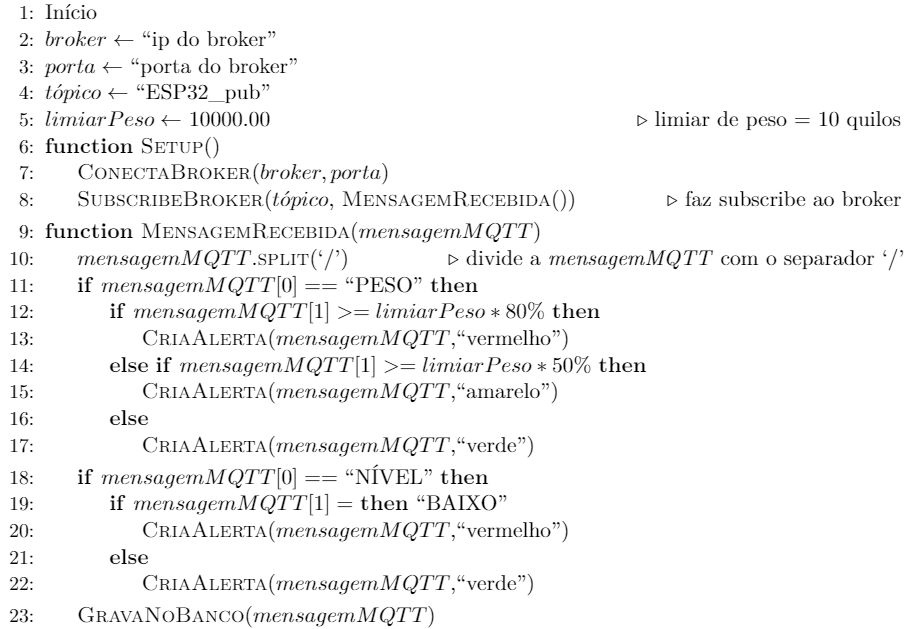 1: Início
2: broker ← “ip do broker”
3: porta ← “porta do broker”
4: tópico ← “ESP32_pub”
5: limiarPeso ← 10000.00 ▷ limiar de peso = 10 quilos
6: function SETUP()
7: CONECTABROKER(broker, porta)
8: SUBSCRIBEBROKER(tópico, MENSAGEMRECEBIDA()) ▷ faz subscribe ao broker
9: function MENSAGEMRECEBIDA(mensagemMQTT)
10: mensagemMQTT.SPLIT(‘/’) ▷ divide a mensagemMQTT com o separador ‘/’
11: if mensagemMQTT[0] == “PESO” then
12: if mensagemMQTT[1] >= limiarPeso ∗ 80% then
13: CRIAALERTA(mensagemMQTT,“vermelho”)
14: else if mensagemMQTT[1] >= limiarPeso ∗ 50% then
15: CRIAALERTA(mensagemMQTT,“amarelo”)
16: else
17: CRIAALERTA(mensagemMQTT,“verde”)
18: if mensagemMQTT[0] == “NÍVEL” then
19: if mensagemMQTT[1] = then “BAIXO”
20: CRIAALERTA(mensagemMQTT,“vermelho”)
21: else
22: CRIAALERTA(mensagemMQTT,“verde”)
23: GRAVANOBANCO(mensagemMQTT)